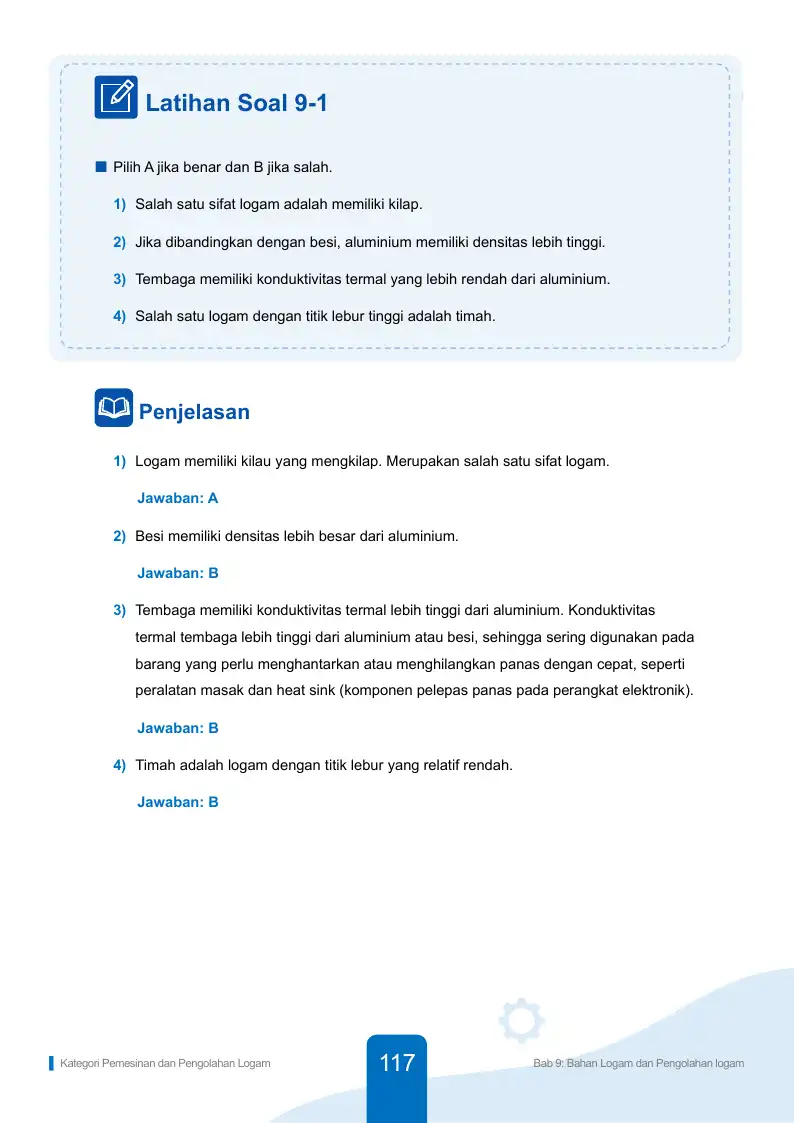 Latihan Soal 9-1
Pilih A jika benar dan B jika salah.
1) Salah satu sifat logam adalah memiliki kilap.
2) Jika dibandingkan dengan besi, aluminium memiliki densitas lebih tinggi.
3) Tembaga memiliki konduktivitas termal yang lebih rendah dari aluminium.
4) Salah satu logam dengan titik lebur tinggi adalah timah.
Penjelasan
1) Logam memiliki kilau yang mengkilap. Merupakan salah satu sifat logam.
Jawaban: A
2) Besi memiliki densitas lebih besar dari aluminium.
Jawaban: B
3) Tembaga memiliki konduktivitas termal lebih tinggi dari aluminium. Konduktivitas
termal tembaga lebih tinggi dari aluminium atau besi, sehingga sering digunakan pada
barang yang perlu menghantarkan atau menghilangkan panas dengan cepat, seperti
peralatan masak dan heat sink (komponen pelepas panas pada perangkat elektronik).
Jawaban: B
4) Timah adalah logam dengan titik lebur yang relatif rendah.
Jawaban: B
Kategori Pemesinan dan Pengolahan Logam
117
Bab 9: Bahan Logam dan Pengolahan logam